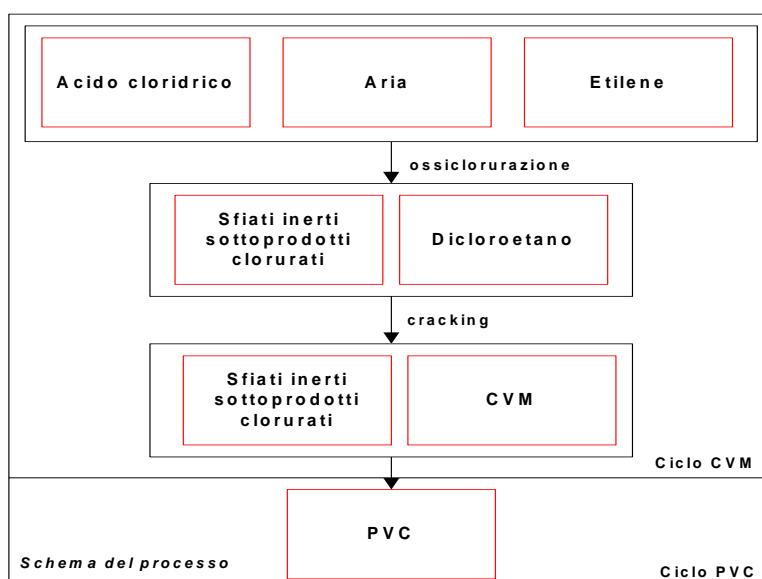 Acido cloridrico
Aria
Etilene
ossiclorurazione
Sfiati inerti
sottoprodotti
clorurati
Dicloroetano
cracking
Sfiati inerti
sottoprodotti
clorurati
CVM
Ciclo CVM
PVC
Schema del processo
Ciclo PVC